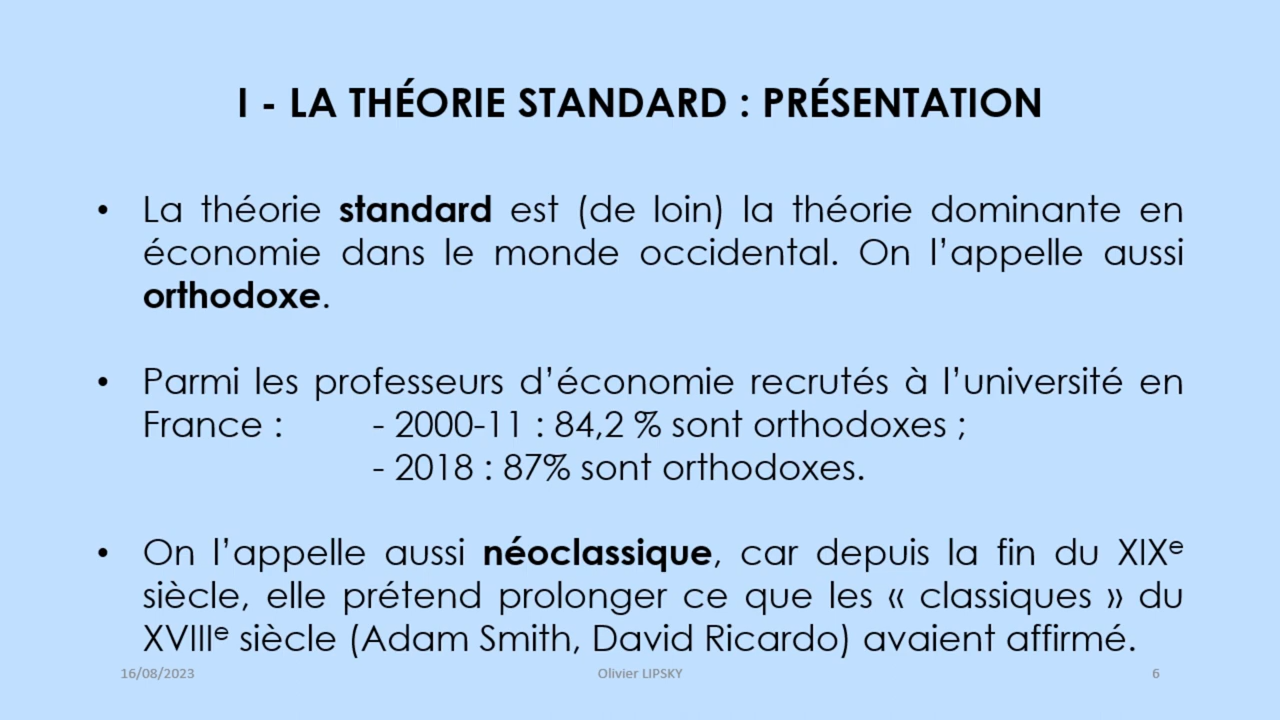 I - LA THÉORIE STANDARD : PRÉSENTATION
• La théorie standard est (de loin) la théorie dominante en
économie dans le monde occidental. On l’appelle aussi
orthodoxe.
• Parmi les professeurs d’économie recrutés à l’université en
France : - 2000-11 : 84,2 % sont orthodoxes ;
- 2018 : 87% sont orthodoxes.
• On l’appelle aussi néoclassique, car depuis la fin du XIXe
siècle, elle prétend prolonger ce que les « classiques » du
XVIIIe siècle (Adam Smith, David Ricardo) avaient affirmé.
16/08/2023 Olivier LIPSKY 6